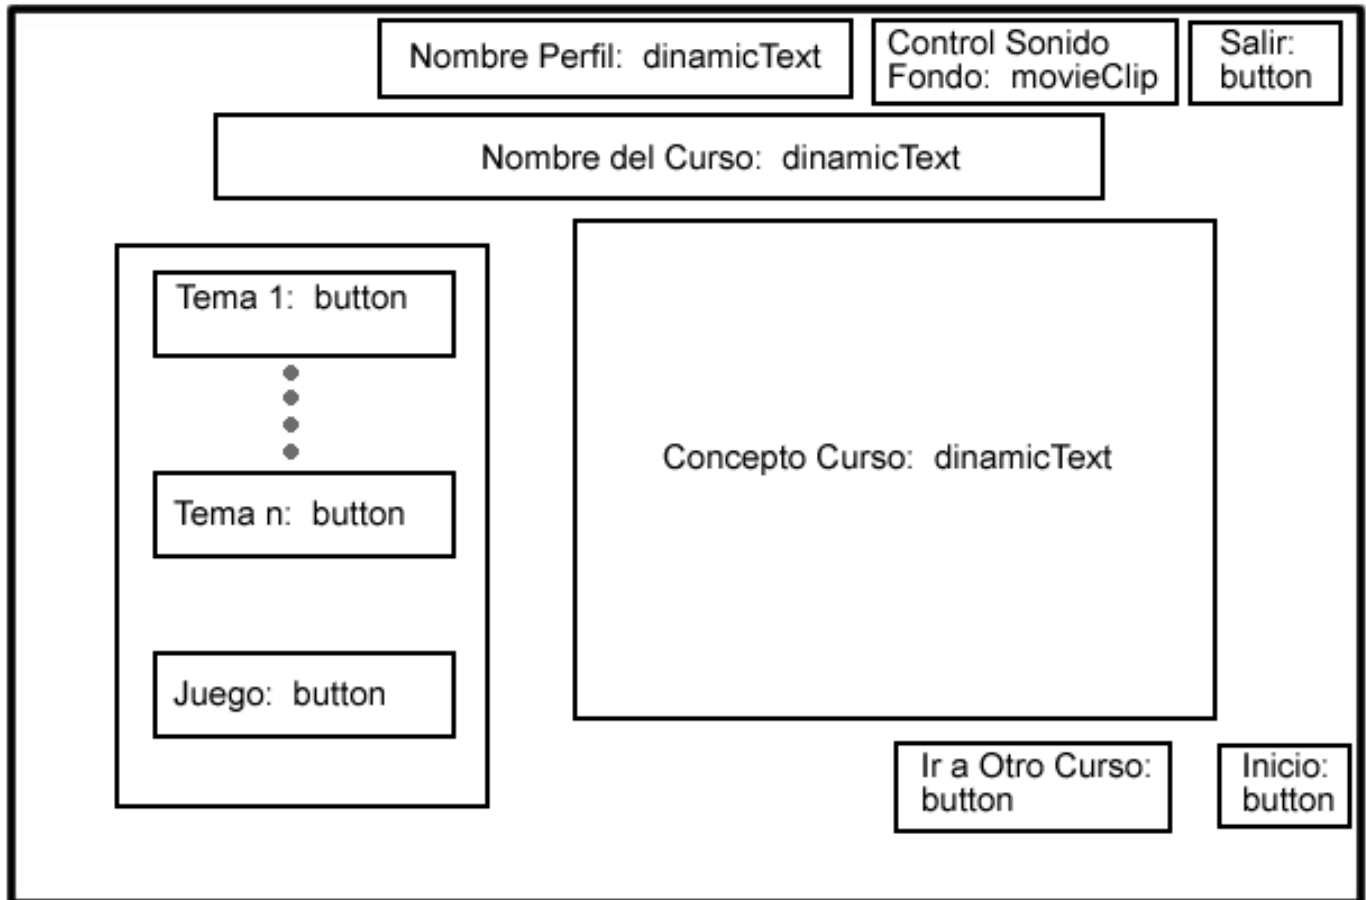 Nombre Perfil: dinamicText
Control Sonido
Fondo: movieClip
Salir:
button
Nombre del Curso: dinamicText
Tema 1: button
Tema n: button
Juego: button
Concepto Curso: dinamicText
Ir a Otro Curso:
button
Inicio:
button